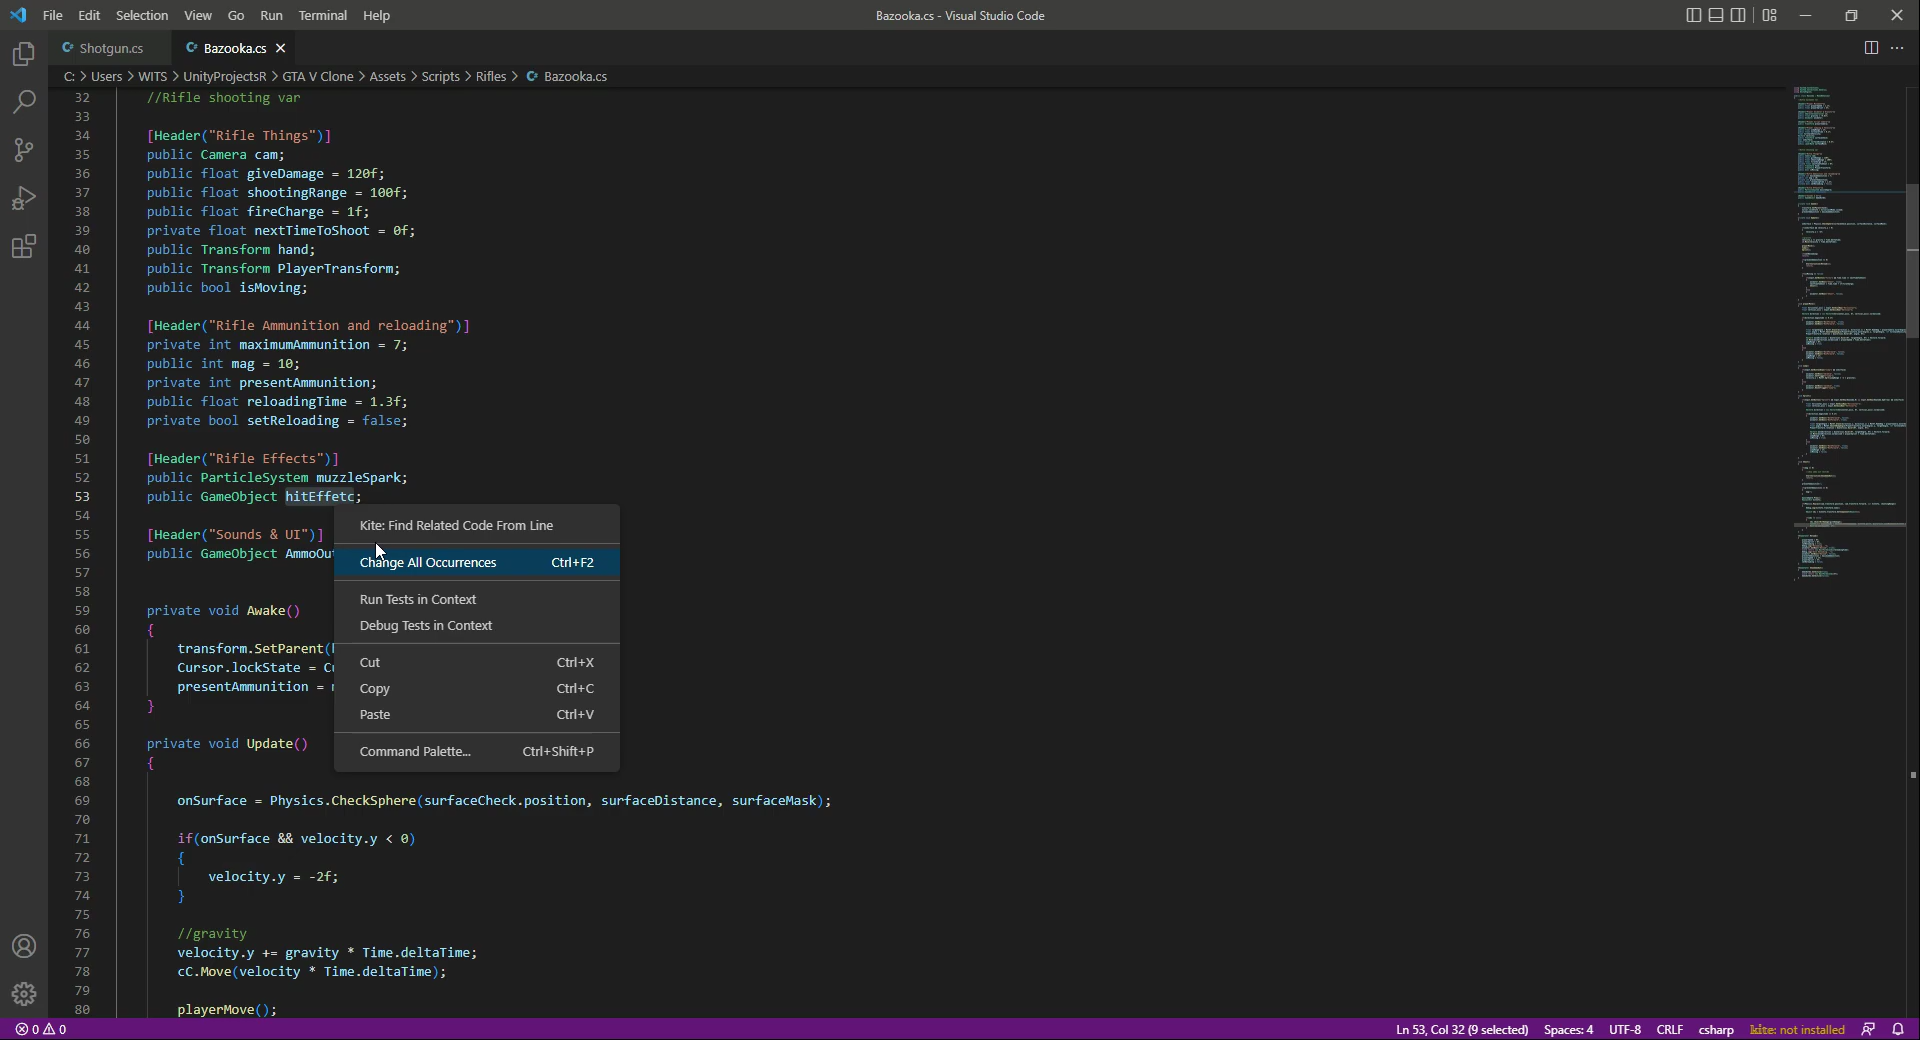 File Edit Selection View Go Run Terminal Help
Bazooka.cs - Visual Studio Code
Shotgun.cs
Bazooka.cs
C: > Users > WITS > UnityProjectsR > GTA V Clone > Assets > Scripts > Rifles > Bazooka.cs
32 //Rifle shooting var
33
34 [Header("Rifle Things")]
35 public Camera cam;
36 public float giveDamage = 120f;
37 public float shootingRange = 100f;
38 public float fireCharge = 1f;
39 private float nextTimeToShoot = 0f;
40 public Transform hand;
41 public Transform PlayerTransform;
42 public bool isMoving;
43
44 [Header("Rifle Ammunition and reloading")]
45 private int maximumAmmunition = 7;
46 public int mag = 10;
47 private int presentAmmunition;
48 public float reloadingTime = 1.3f;
49 private bool setReloading = false;
50
51 [Header("Rifle Effects")]
52 public ParticleSystem muzzleSpark;
53 public GameObject hitEffetc;
54
55 [Header("Sounds & UI")]
56 public GameObject AmmoOu
57
58
59 private void Awake()
60 {
61 transform.SetParent(
62 Cursor.lockState = C
63 presentAmmunition =
64 }
65
66 private void Update()
67 {
68
69 onSurface = Physics.CheckSphere(surfaceCheck.position, surfaceDistance, surfaceMask);
70
71 if(onSurface && velocity.y < 0)
72 {
73 velocity.y = -2f;
74 }
75
76 //gravity
77 velocity.y += gravity * Time.deltaTime;
78 cC.Move(velocity * Time.deltaTime);
79
80 playerMove();
Kite: Find Related Code From Line
Change All Occurrences Ctrl+F2
Run Tests in Context
Debug Tests in Context
Cut Ctrl+X
Copy Ctrl+C
Paste Ctrl+V
Command Palette... Ctrl+Shift+P
0 0
Ln 53, Col 32 (9 selected) Spaces: 4 UTF-8 CRLF csharp kite: not installed